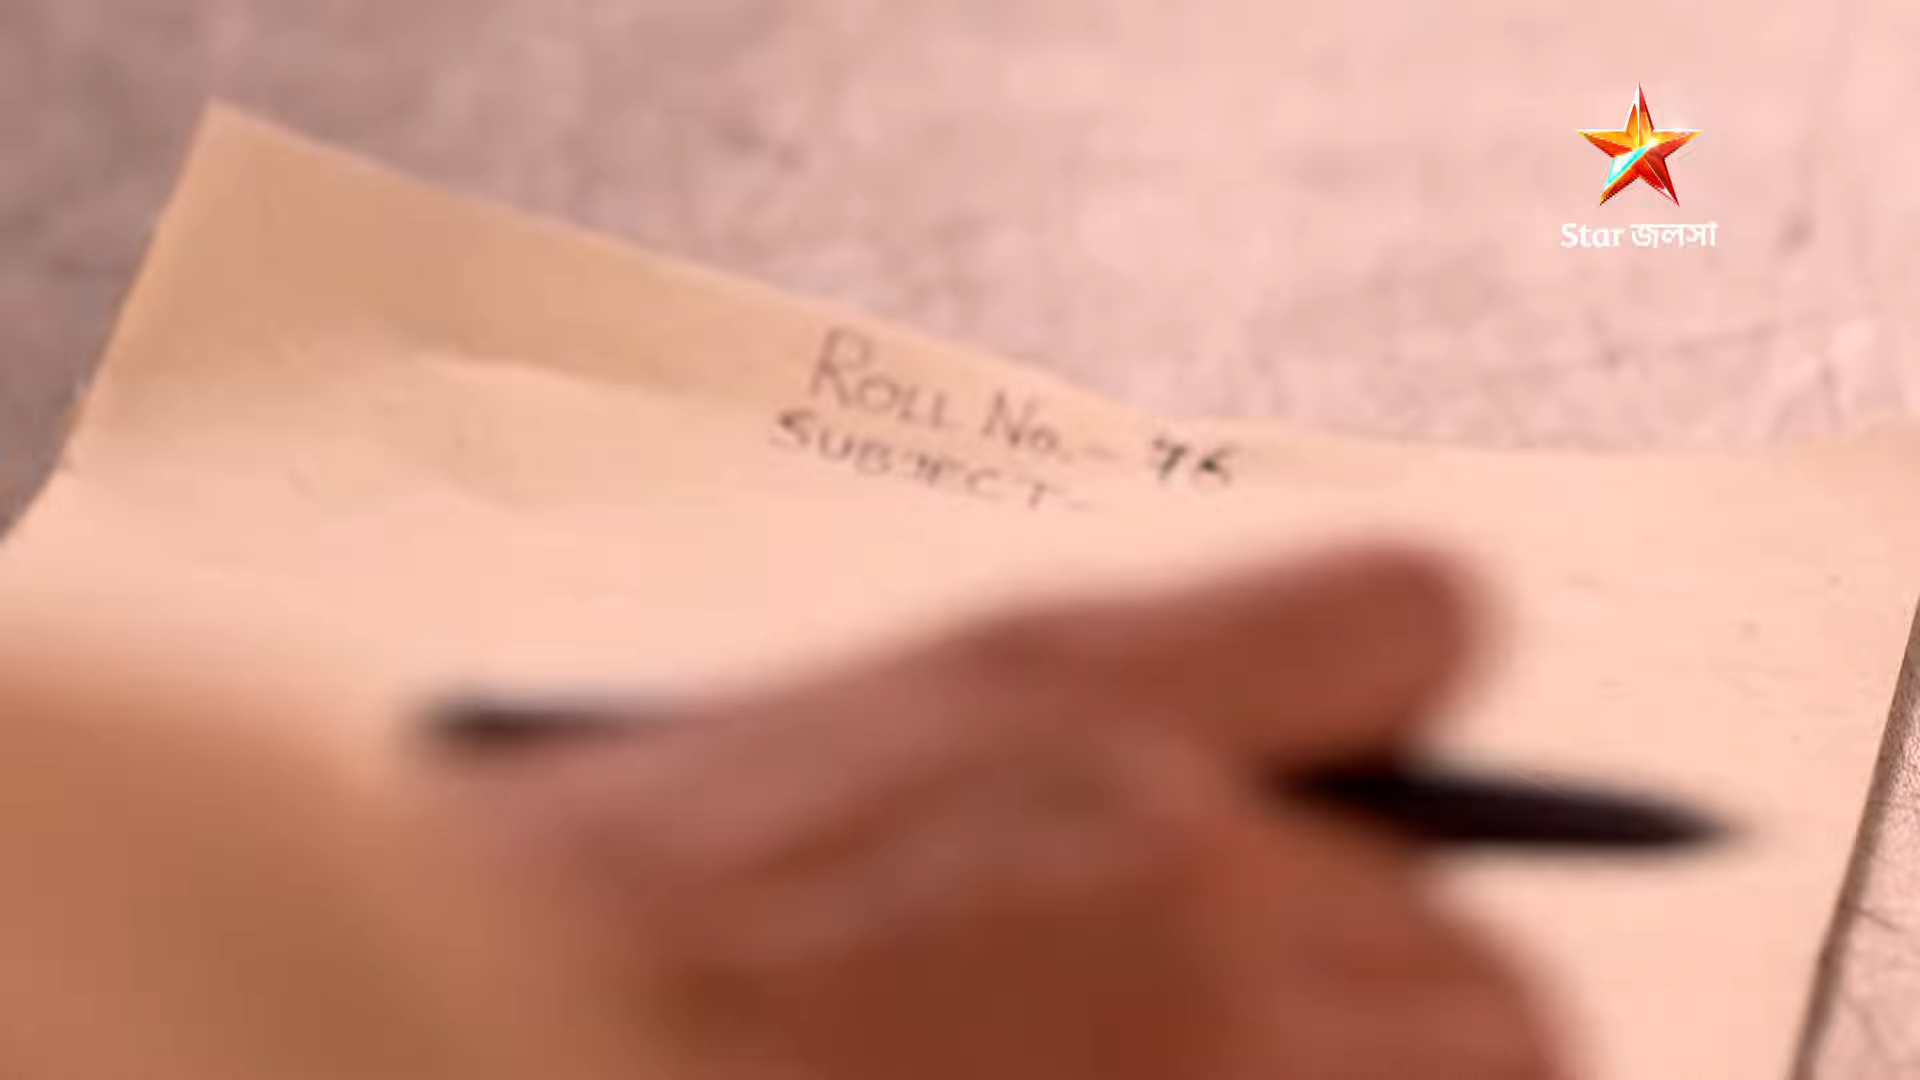 Star জলসা
ROLL No.- 76
SUBJECT-